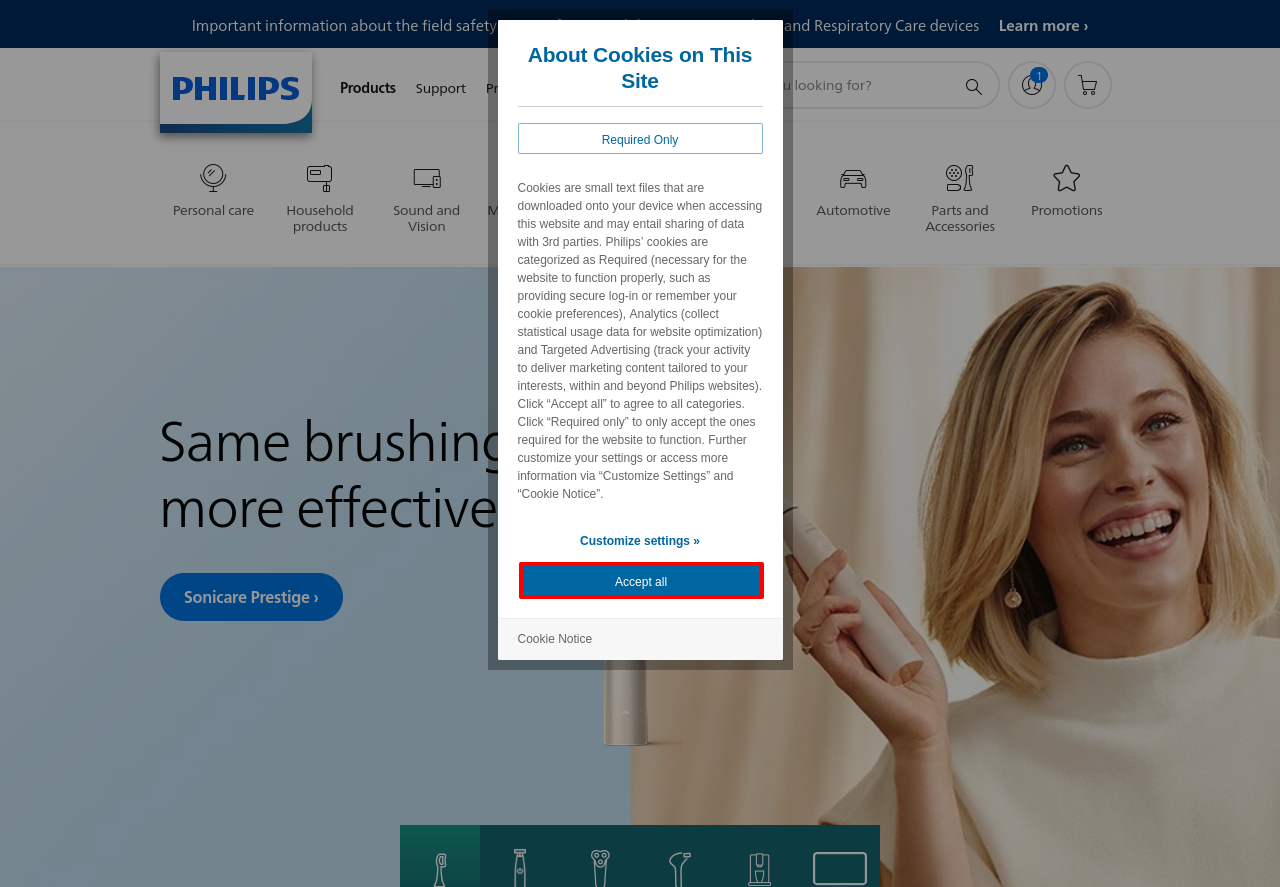 Important information about the field safety
and Respiratory Care devices
Learn more ›
PHILIPS
Products
Support
looking for?
1
Personal care
Household
products
Sound and
Vision
Automotive
Parts and
Accessories
Promotions
About Cookies on This
Site
Required Only
Cookies are small text files that are
downloaded onto your device when accessing
this website and may entail sharing of data
with 3rd parties. Philips’ cookies are
categorized as Required (necessary for the
website to function properly, such as
providing secure log-in or remember your
cookie preferences), Analytics (collect
statistical usage data for website optimization)
and Targeted Advertising (track your activity
to deliver marketing content tailored to your
interests, within and beyond Philips websites).
Click “Accept all” to agree to all categories.
Click “Required only” to only accept the ones
required for the website to function. Further
customize your settings or access more
information via “Customize Settings” and
“Cookie Notice”.
Customize settings »
Accept all
Cookie Notice
Same brushing
more effective
Sonicare Prestige ›